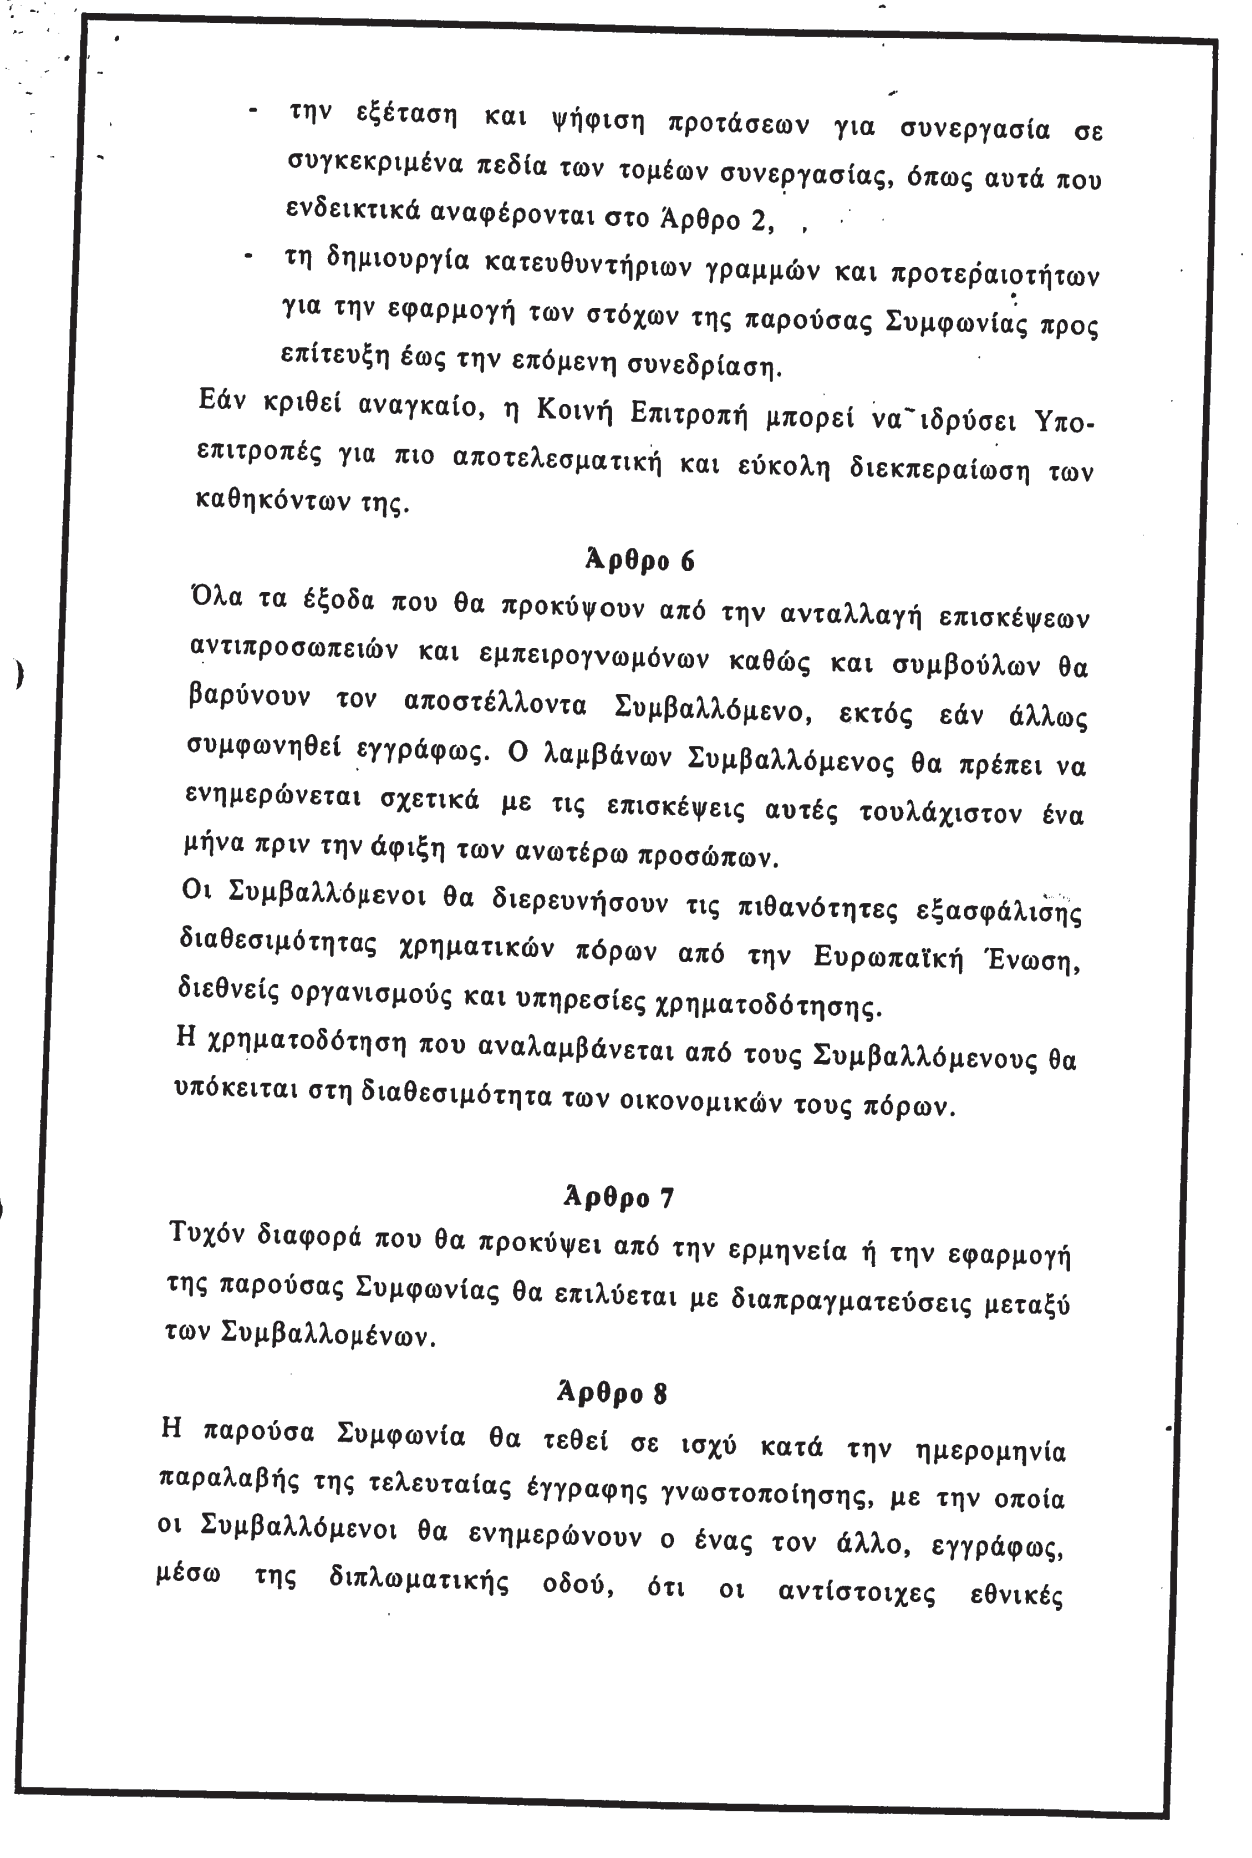 - την εξέταση και ψήφιση προτάσεων για συνεργασία σε
συγκεκριμένα πεδία των τομέων συνεργασίας, όπως αυτά που
ενδεικτικά αναφέρονται στο Άρθρο 2,
- τη δημιουργία κατευθυντήριων γραμμών και προτεραιοτήτων
για την εφαρμογή των στόχων της παρούσας Συμφωνίας προς
επίτευξη έως την επόμενη συνεδρίαση.
Εάν κριθεί αναγκαίο, η Κοινή Επιτροπή μπορεί να ιδρύσει Υπο-
επιτροπές για πιο αποτελεσματική και εύκολη διεκπεραίωση των
καθηκόντων της.
Άρθρο 6
Όλα τα έξοδα που θα προκύψουν από την ανταλλαγή επισκέψεων
αντιπροσωπειών και εμπειρογνωμόνων καθώς και συμβούλων θα
βαρύνουν τον αποστέλλοντα Συμβαλλόμενο, εκτός εάν άλλως
συμφωνηθεί εγγράφως. Ο λαμβάνων Συμβαλλόμενος θα πρέπει να
ενημερώνεται σχετικά με τις επισκέψεις αυτές τουλάχιστον ένα
μήνα πριν την άφιξη των ανωτέρω προσώπων.
Οι Συμβαλλόμενοι θα διερευνήσουν τις πιθανότητες εξασφάλισης
διαθεσιμότητας χρηματικών πόρων από την Ευρωπαϊκή Ένωση,
διεθνείς οργανισμούς και υπηρεσίες χρηματοδότησης.
Η χρηματοδότηση που αναλαμβάνεται από τους Συμβαλλόμενους θα
υπόκειται στη διαθεσιμότητα των οικονομικών τους πόρων.
Άρθρο 7
Τυχόν διαφορά που θα προκύψει από την ερμηνεία ή την εφαρμογή
της παρούσας Συμφωνίας θα επιλύεται με διαπραγματεύσεις μεταξύ
των Συμβαλλομένων.
Άρθρο 8
Η παρούσα Συμφωνία θα τεθεί σε ισχύ κατά την ημερομηνία
παραλαβής της τελευταίας έγγραφης γνωστοποίησης, με την οποία
οι Συμβαλλόμενοι θα ενημερώνουν ο ένας τον άλλο, εγγράφως,
μέσω της διπλωματικής οδού, ότι οι αντίστοιχες εθνικές